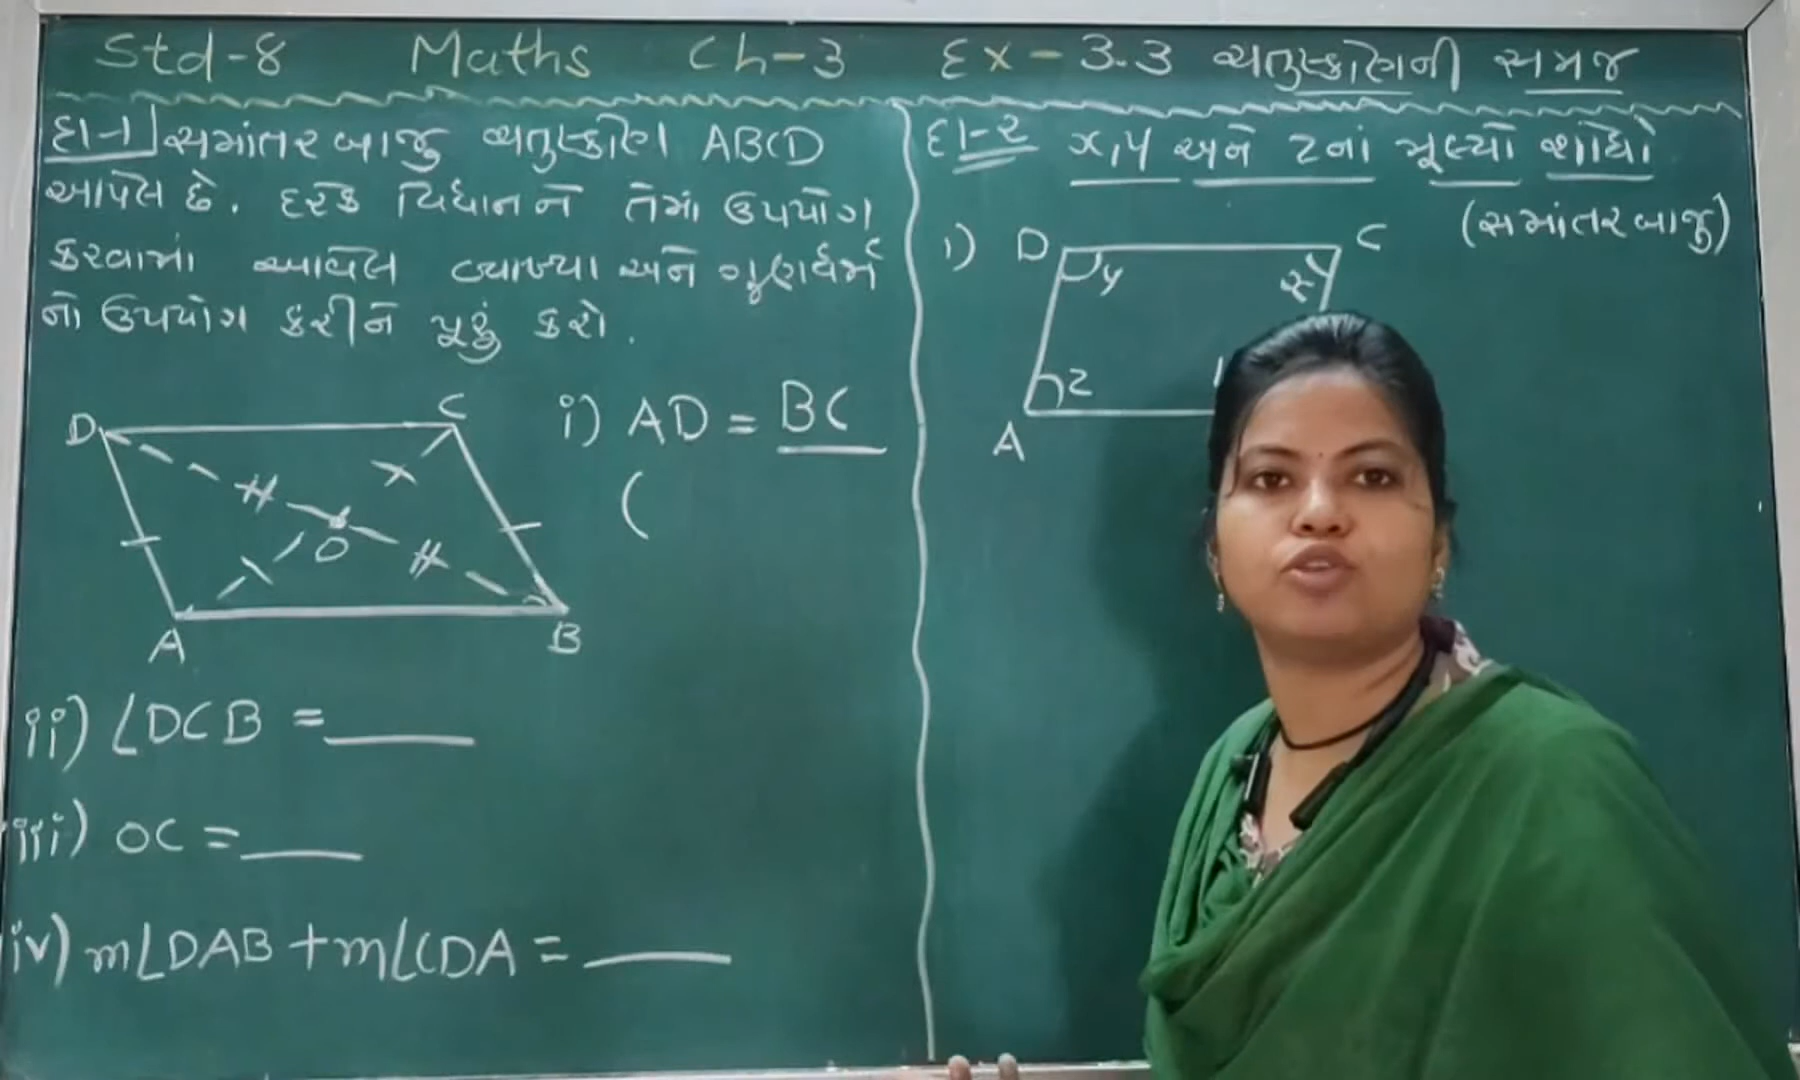 Std-8 Maths Ch-3 Ex-3.3 ચતુષ્કોણની સમજ
દા-1 સમાંતરબાજુ ચતુષ્કોણ ABCD
આપેલ છે. દરેક વિધાન ને તેમાં ઉપયોગ
કરવામાં આવેલ વ્યાખ્યા અને ગુણધર્મ
નો ઉપયોગ કરીને પૂર્ણ કરો.
D C
O
A B
i) AD = BC
(
ii) ∠DCB = ____
iii) OC = ____
iv) m∠DAB + m∠CDA = ____
દા-2 x,y અને z નાં મૂલ્યો શોધો
(સમાંતરબાજુ)
i) D C
y x
z
A